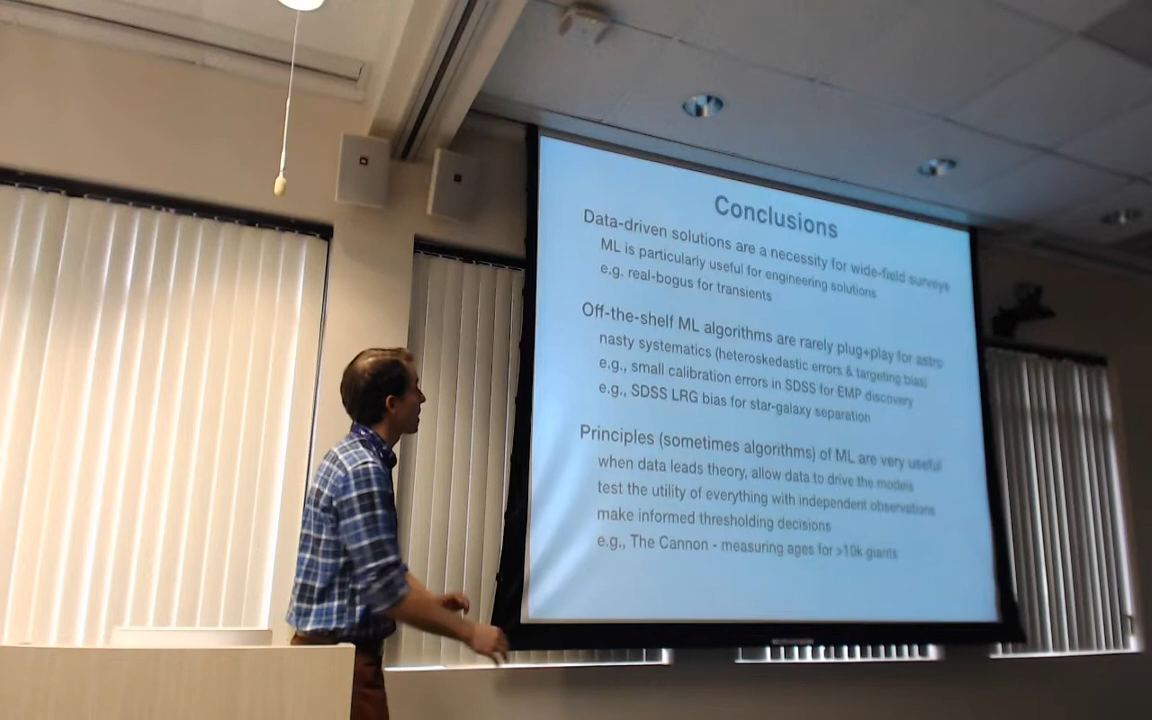 Conclusions
Data-driven solutions are a necessity for wide-field surveys
ML is particularly useful for engineering solutions
e.g. real-bogus for transients
Off-the-shelf ML algorithms are rarely plug+play for astro
nasty systematics (heteroskedastic errors & targeting bias)
e.g., small calibration errors in SDSS for EMP discovery
e.g., SDSS LRG bias for star-galaxy separation
Principles (sometimes algorithms) of ML are very useful
when data leads theory, allow data to drive the models
test the utility of everything with independent observations
make informed thresholding decisions
e.g., The Cannon - measuring ages for >10k giants